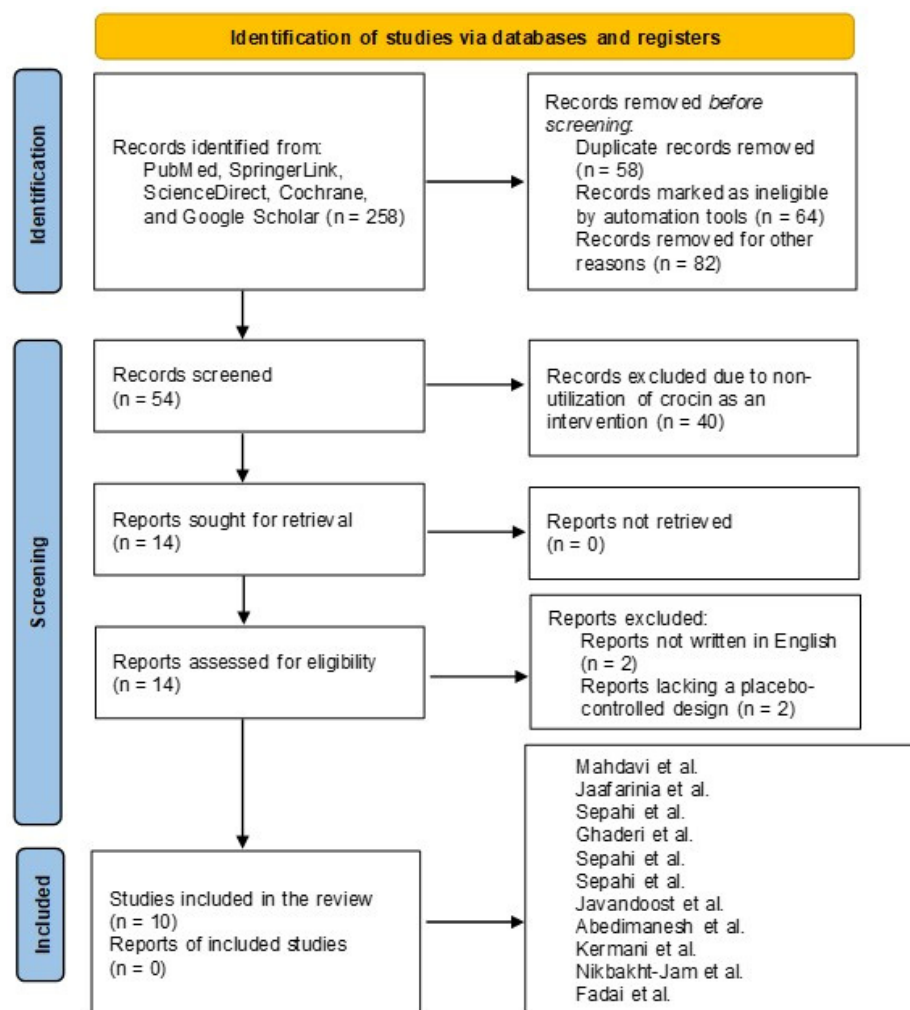 Identification of studies via databases and registers
Identification
Records identified from:
PubMed, SpringerLink,
ScienceDirect, Cochrane,
and Google Scholar (n = 258)
Records removed before
screening:
Duplicate records removed
(n = 58)
Records marked as ineligible
by automation tools (n = 64)
Records removed for other
reasons (n = 82)
Screening
Records screened
(n = 54)
Records excluded due to non-
utilization of crocin as an
intervention (n = 40)
Reports sought for retrieval
(n = 14)
Reports not retrieved
(n = 0)
Reports assessed for eligibility
(n = 14)
Reports excluded:
Reports not written in English
(n = 2)
Reports lacking a placebo-
controlled design (n = 2)
Included
Studies included in the review
(n = 10)
Reports of included studies
(n = 0)
Mahdavi et al.
Jaafarinia et al.
Sepahi et al.
Ghaderi et al.
Sepahi et al.
Sepahi et al.
Javandoost et al.
Abedimanesh et al.
Kermani et al.
Nikbakht-Jam et al.
Fadai et al.